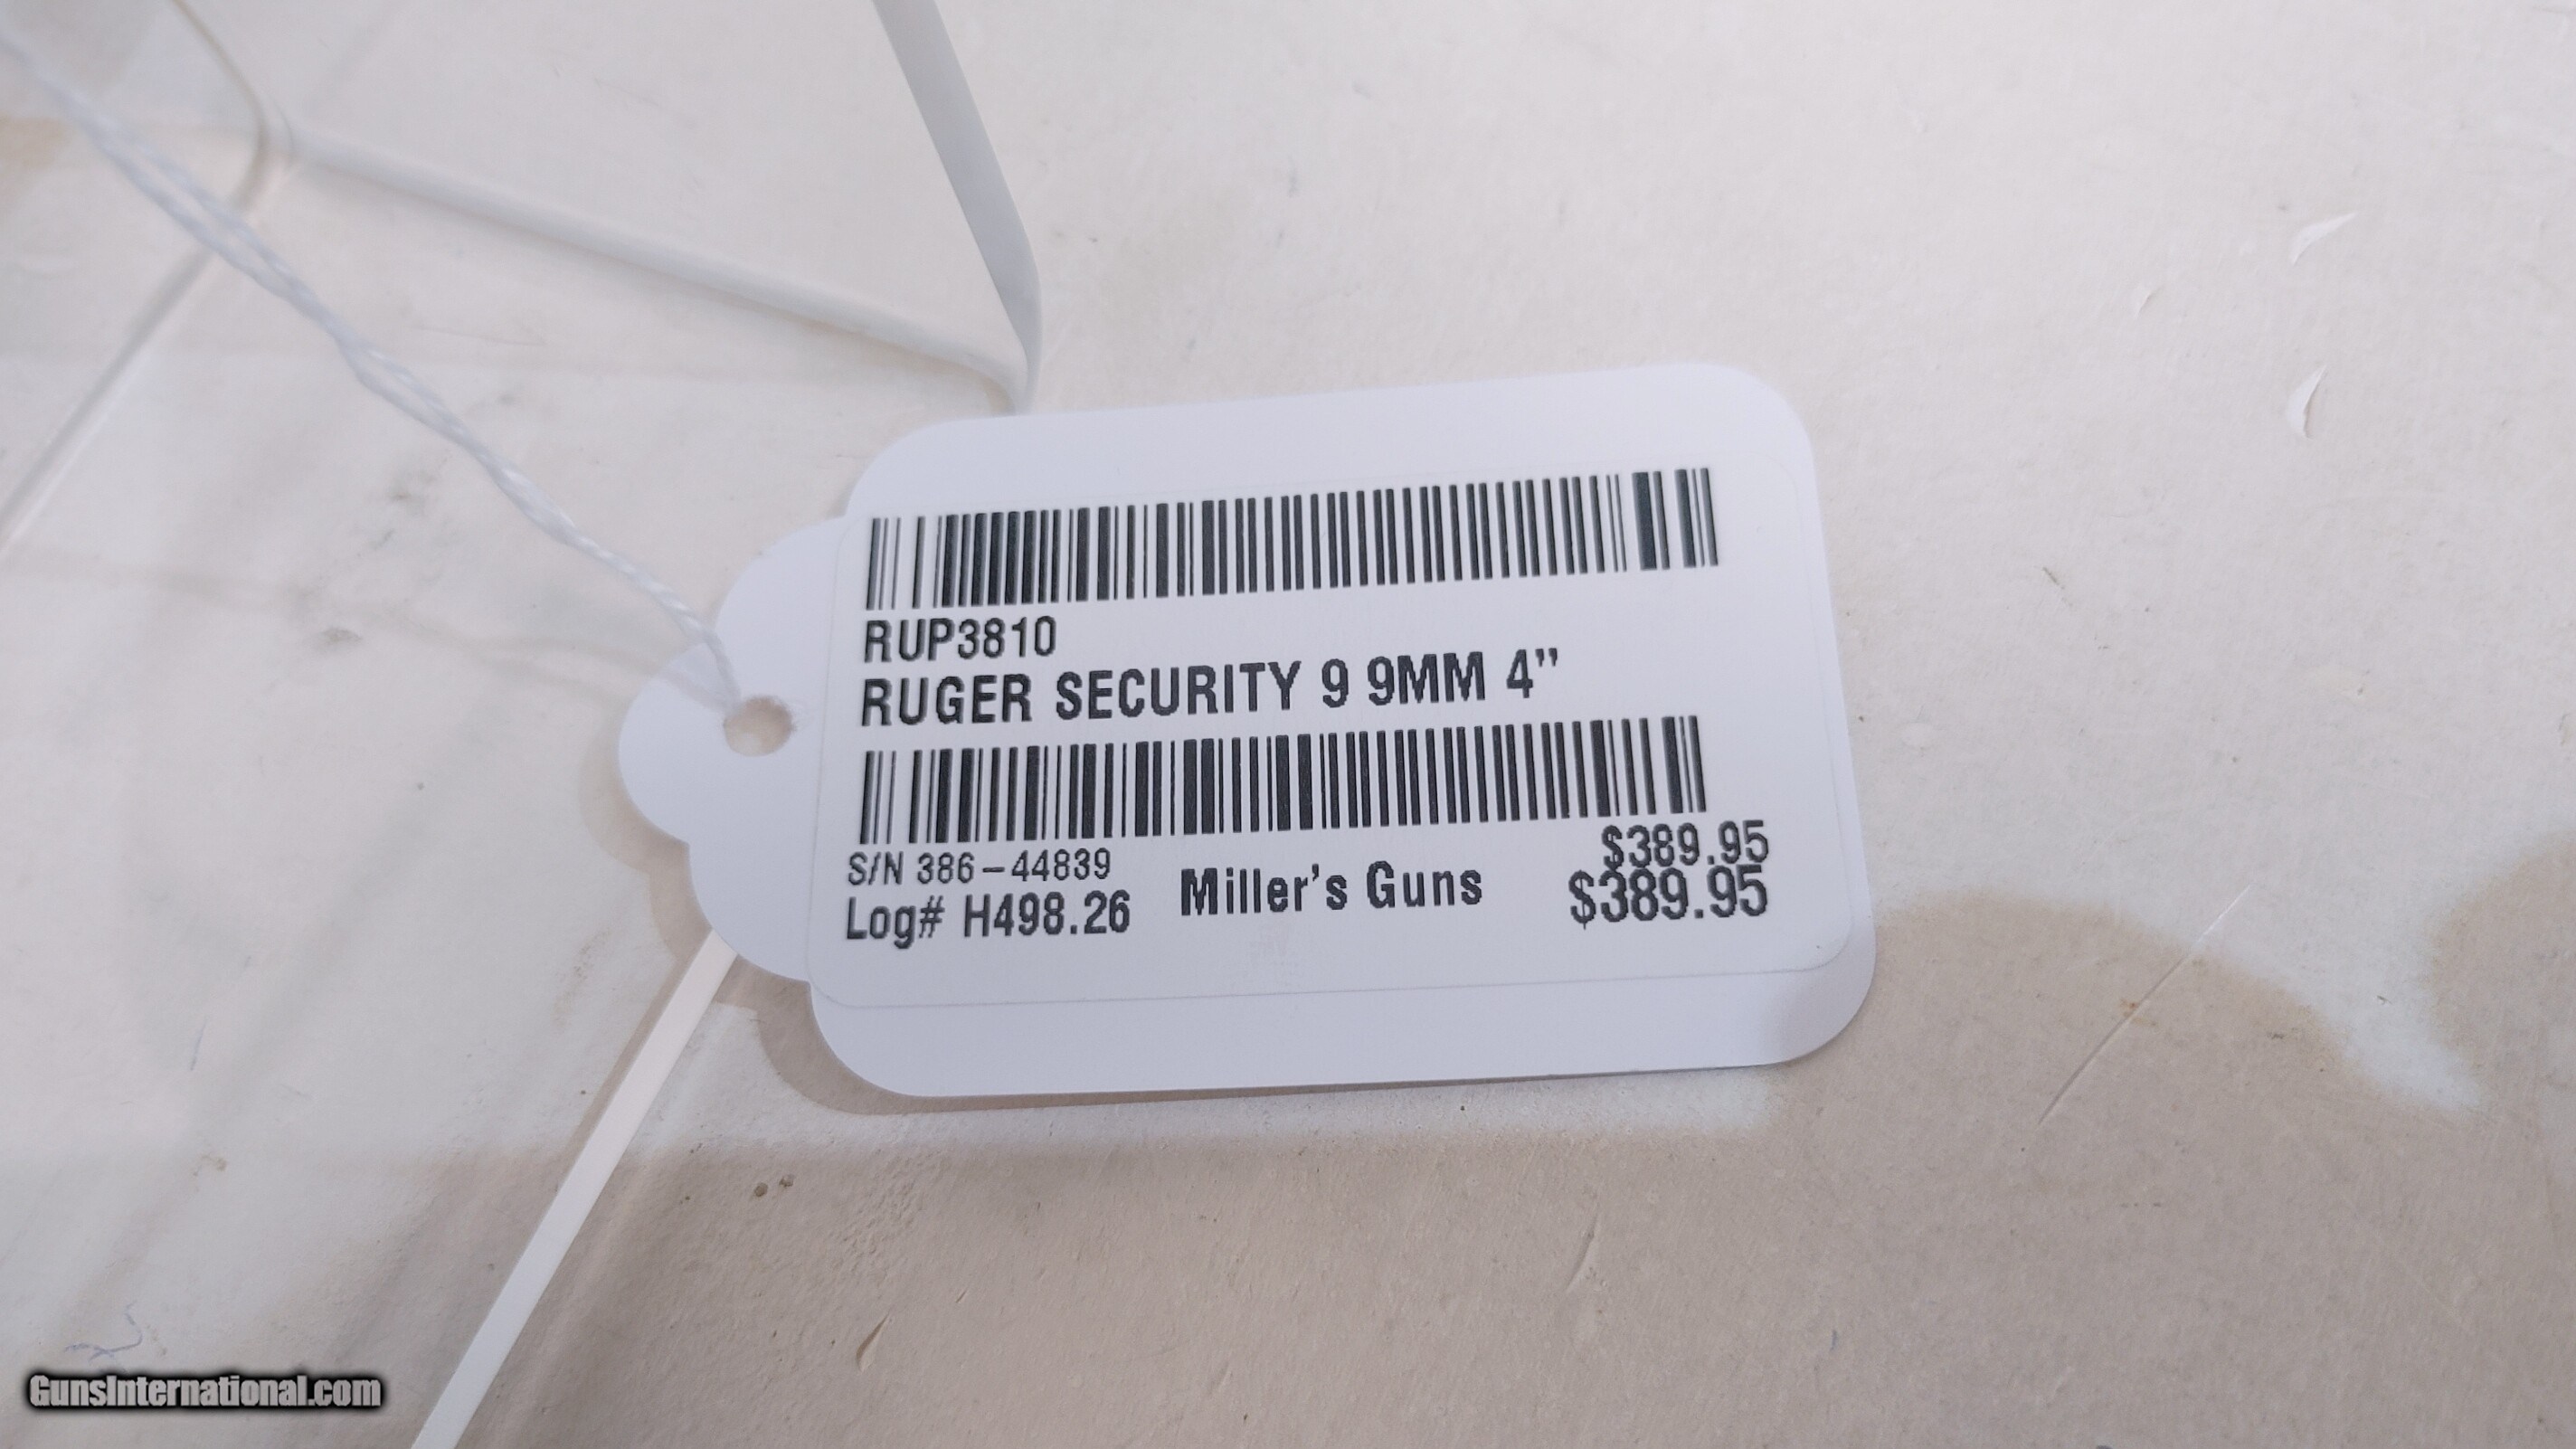 RUP3810
RUGER SECURITY 9 9MM 4”
$389.95
S/N 386-44839
Miller's Guns
$389.95
Log# H498.26
GunsInternational.com